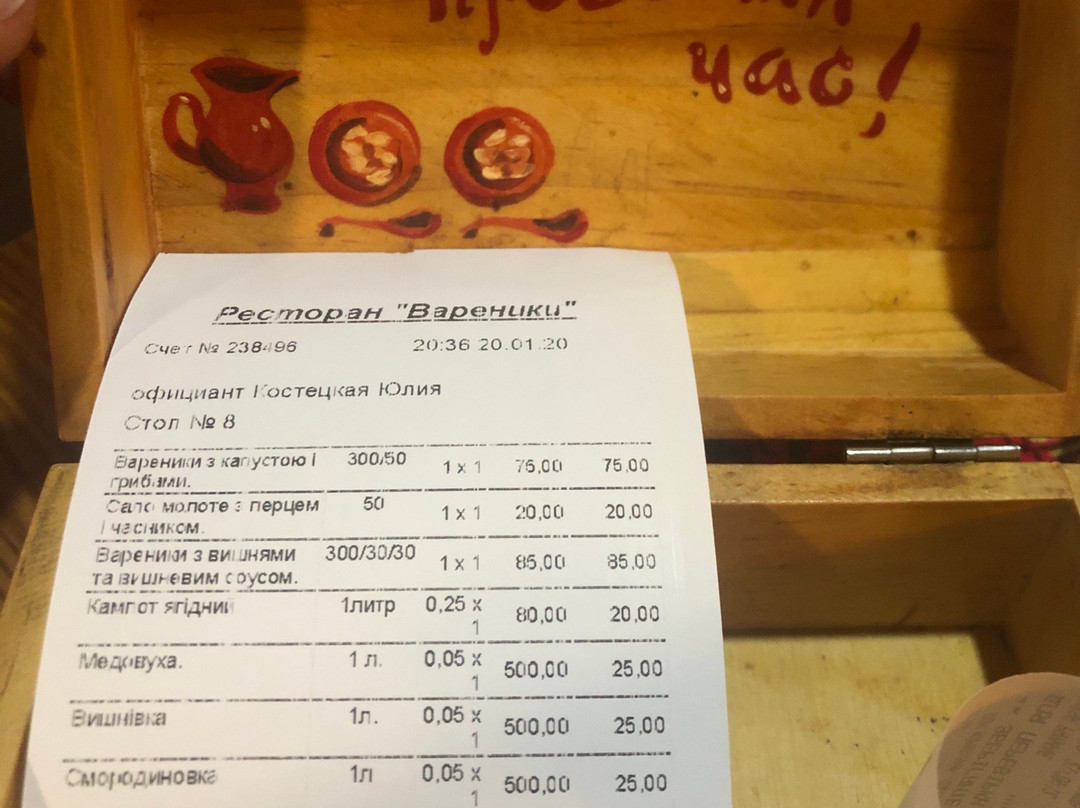 час!
Ресторан "Вареники"
Счет № 238496 20:36 20.01.20
официант Костецкая Юлия
Стол № 8
Вареники з капустою і 300/50 1 x 1 75,00 75,00
грибами.
Сало молоте з перцем 50 1 x 1 20,00 20,00
і часником.
Вареники з вишнями 300/30/30 1 x 1 85,00 85,00
та вишневим соусом.
Кампот ягідний 1литр 0,25 x 80,00 20,00
1
Медовуха. 1 л. 0,05 x 500,00 25,00
1
Вишнівка 1л. 0,05 x 500,00 25,00
1
Смородиновка 1л 0,05 x 500,00 25,00
1